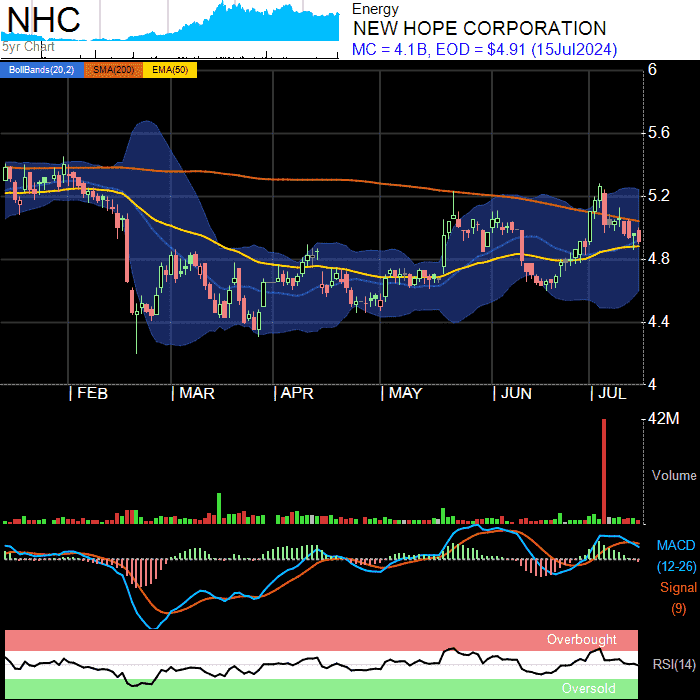 NHC
5yr Chart
Energy
NEW HOPE CORPORATION
MC = 4.1B, EOD = $4.91 (15Jul2024)
BollBands(20,2) SMA(200) EMA(50)
6
5.6
5.2
4.8
4.4
4
FEB MAR APR MAY JUN JUL
42M
Volume
MACD
(12-26)
Signal
(9)
Overbought
RSI(14)
Oversold